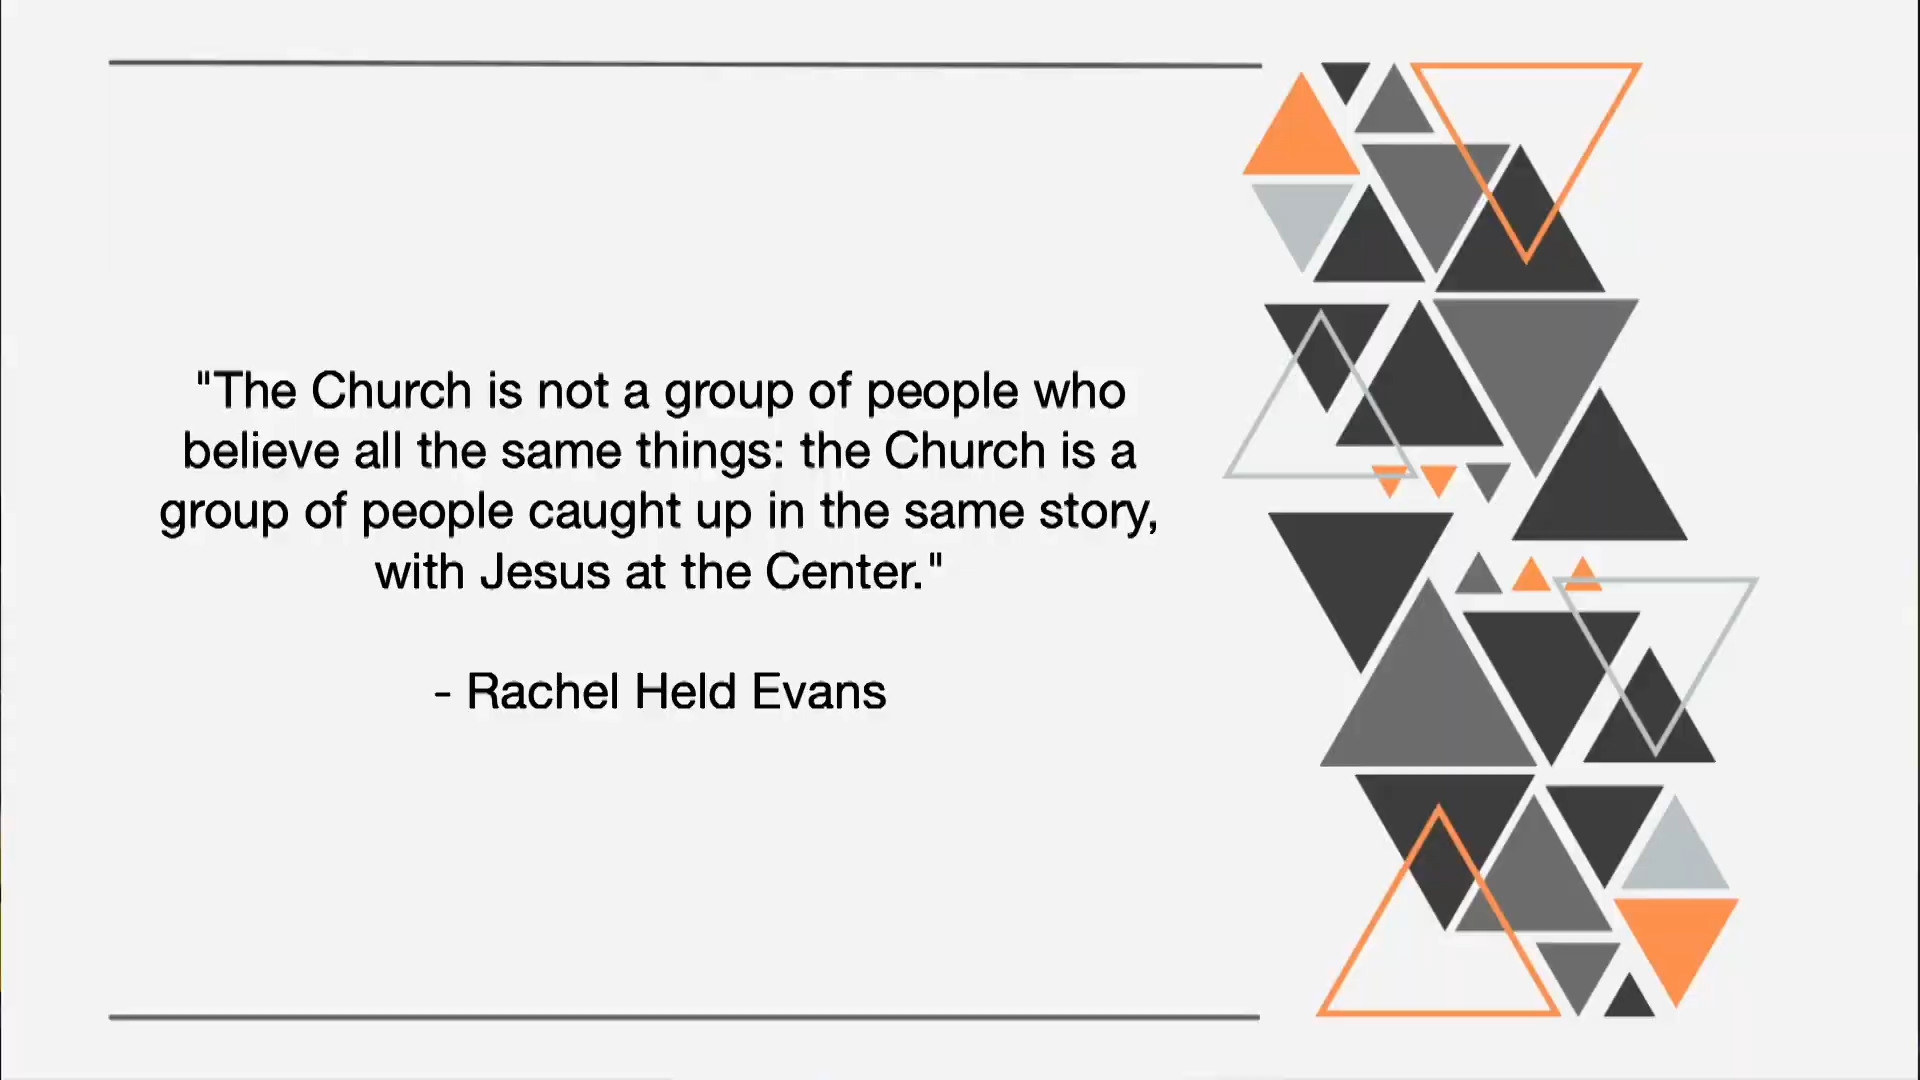 "The Church is not a group of people who
believe all the same things: the Church is a
group of people caught up in the same story,
with Jesus at the Center."
- Rachel Held Evans